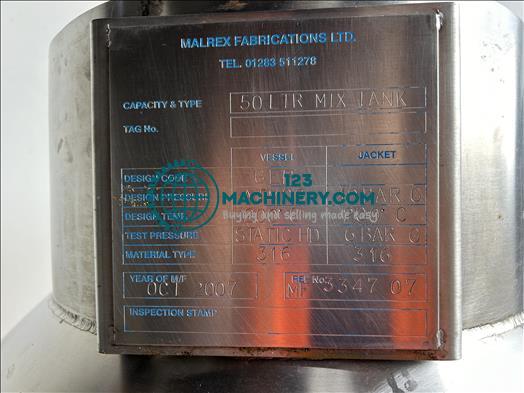 MALREX FABRICATIONS LTD.
TEL. 01283 511278
CAPACITY & TYPE 50 LTR MIX TANK
TAG No.
VESSEL JACKET
DESIGN CODE
DESIGN PRESSURE BAR G
DESIGN TEMP. ° C
TEST PRESSURE STATIC HD 6 BAR G
MATERIAL TYPE 316 316
YEAR OF M/F OCT 2007 REF No. MF 3347 07
INSPECTION STAMP
123
MACHINERY.COM
Buying and selling made easy